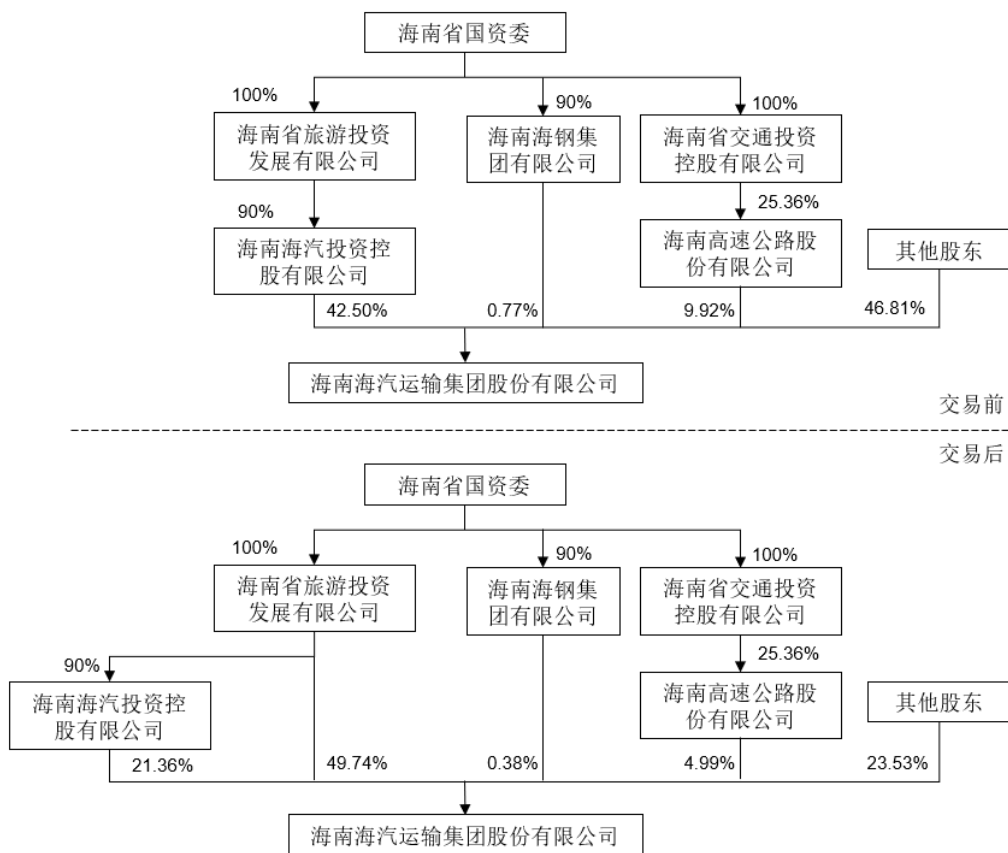 海南省国资委
100%
90%
100%
海南省旅游投资
发展有限公司
海南海钢集
团有限公司
海南省交通投资
控股有限公司
90%
25.36%
海南海汽投资控
股有限公司
海南高速公路股
份有限公司
其他股东
42.50%
0.77%
9.92%
46.81%
海南海汽运输集团股份有限公司
交易前
交易后
海南省国资委
100%
90%
100%
海南省旅游投资
发展有限公司
海南海钢集
团有限公司
海南省交通投资
控股有限公司
90%
25.36%
海南海汽投资控
股有限公司
海南高速公路股
份有限公司
其他股东
21.36%
49.74%
0.38%
4.99%
23.53%
海南海汽运输集团股份有限公司